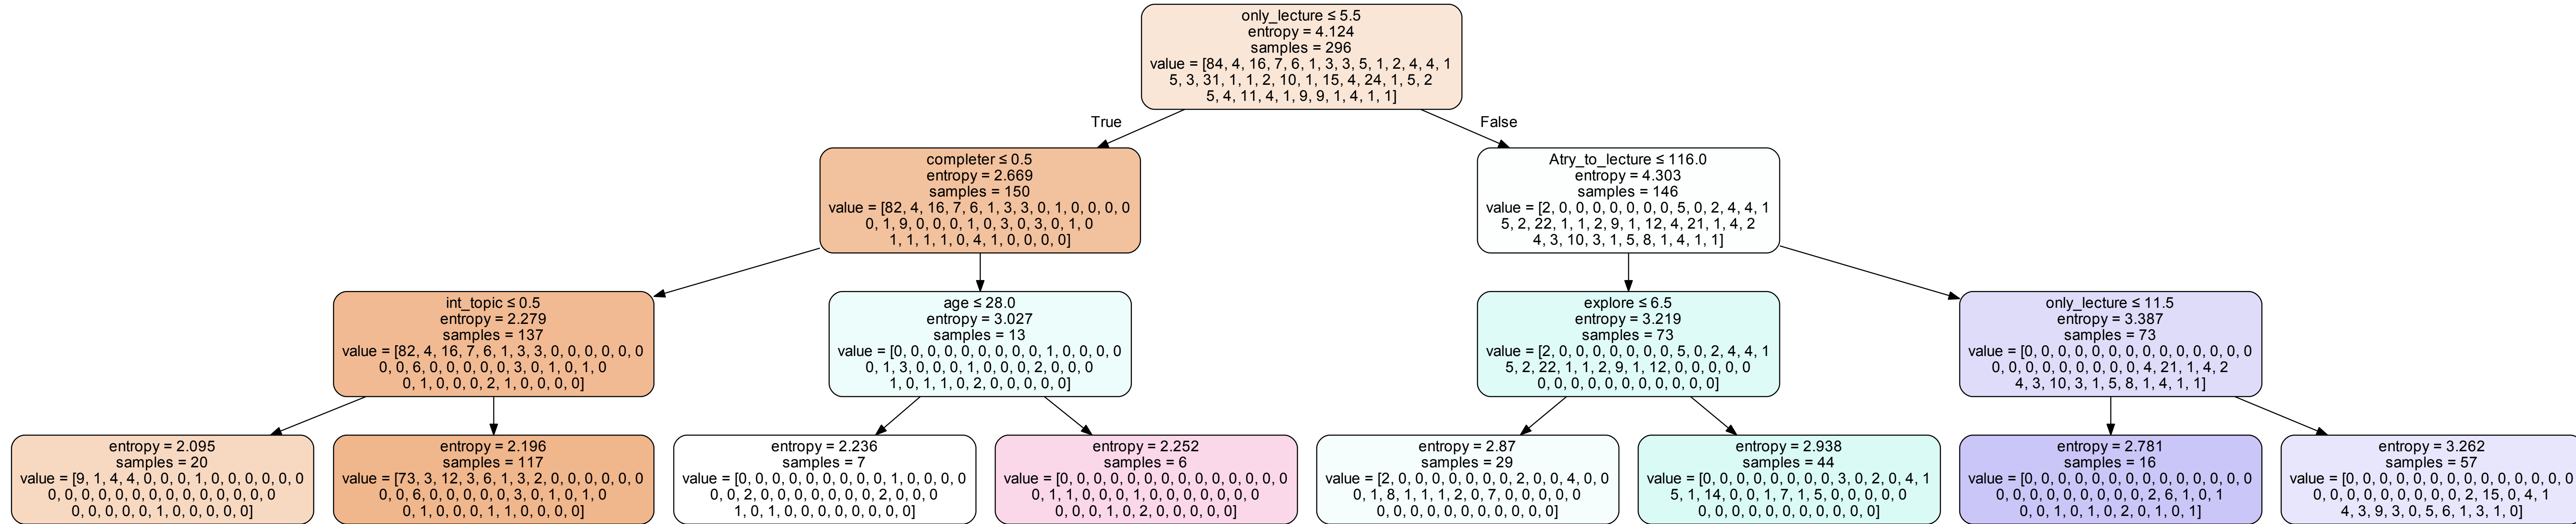 only_lecture ≤ 5.5
entropy = 4.124
samples = 296
value = [84, 4, 16, 7, 6, 1, 3, 3, 5, 1, 2, 4, 4, 1
5, 3, 31, 1, 1, 2, 10, 1, 15, 4, 24, 1, 5, 2
5, 4, 11, 4, 1, 9, 9, 1, 4, 1, 1]
True
False
completer ≤ 0.5
entropy = 2.669
samples = 150
value = [82, 4, 16, 7, 6, 1, 3, 3, 0, 1, 0, 0, 0, 0
0, 1, 9, 0, 0, 0, 1, 0, 3, 0, 3, 0, 1, 0
1, 1, 1, 1, 0, 4, 1, 0, 0, 0, 0]
Atry_to_lecture ≤ 116.0
entropy = 4.303
samples = 146
value = [2, 0, 0, 0, 0, 0, 0, 0, 5, 0, 2, 4, 4, 1
5, 2, 22, 1, 1, 2, 9, 1, 12, 4, 21, 1, 4, 2
4, 3, 10, 3, 1, 5, 8, 1, 4, 1, 1]
int_topic ≤ 0.5
entropy = 2.279
samples = 137
value = [82, 4, 16, 7, 6, 1, 3, 3, 0, 0, 0, 0, 0, 0
0, 0, 6, 0, 0, 0, 0, 0, 3, 0, 1, 0, 1, 0
0, 1, 0, 0, 0, 2, 1, 0, 0, 0, 0]
age ≤ 28.0
entropy = 3.027
samples = 13
value = [0, 0, 0, 0, 0, 0, 0, 0, 0, 1, 0, 0, 0, 0
0, 1, 3, 0, 0, 0, 1, 0, 0, 0, 2, 0, 0, 0
1, 0, 1, 1, 0, 2, 0, 0, 0, 0, 0]
explore ≤ 6.5
entropy = 3.219
samples = 73
value = [2, 0, 0, 0, 0, 0, 0, 0, 5, 0, 2, 4, 4, 1
5, 2, 22, 1, 1, 2, 9, 1, 12, 0, 0, 0, 0, 0
0, 0, 0, 0, 0, 0, 0, 0, 0, 0, 0]
only_lecture ≤ 11.5
entropy = 3.387
samples = 73
value = [0, 0, 0, 0, 0, 0, 0, 0, 0, 0, 0, 0, 0, 0
0, 0, 0, 0, 0, 0, 0, 0, 0, 4, 21, 1, 4, 2
4, 3, 10, 3, 1, 5, 8, 1, 4, 1, 1]
entropy = 2.095
samples = 20
value = [9, 1, 4, 4, 0, 0, 0, 1, 0, 0, 0, 0, 0, 0
0, 0, 0, 0, 0, 0, 0, 0, 0, 0, 0, 0, 0, 0
0, 0, 0, 0, 0, 1, 0, 0, 0, 0, 0]
entropy = 2.196
samples = 117
value = [73, 3, 12, 3, 6, 1, 3, 2, 0, 0, 0, 0, 0, 0
0, 0, 6, 0, 0, 0, 0, 0, 3, 0, 1, 0, 1, 0
0, 1, 0, 0, 0, 1, 1, 0, 0, 0, 0]
entropy = 2.236
samples = 7
value = [0, 0, 0, 0, 0, 0, 0, 0, 0, 1, 0, 0, 0, 0
0, 0, 2, 0, 0, 0, 0, 0, 0, 0, 2, 0, 0, 0
1, 0, 1, 0, 0, 0, 0, 0, 0, 0, 0]
entropy = 2.252
samples = 6
value = [0, 0, 0, 0, 0, 0, 0, 0, 0, 0, 0, 0, 0, 0
0, 1, 1, 0, 0, 0, 1, 0, 0, 0, 0, 0, 0, 0
0, 0, 0, 1, 0, 2, 0, 0, 0, 0, 0]
entropy = 2.87
samples = 29
value = [2, 0, 0, 0, 0, 0, 0, 0, 2, 0, 0, 4, 0, 0
0, 1, 8, 1, 1, 1, 2, 0, 7, 0, 0, 0, 0, 0
0, 0, 0, 0, 0, 0, 0, 0, 0, 0, 0]
entropy = 2.938
samples = 44
value = [0, 0, 0, 0, 0, 0, 0, 0, 3, 0, 2, 0, 4, 1
5, 1, 14, 0, 0, 1, 7, 1, 5, 0, 0, 0, 0, 0
0, 0, 0, 0, 0, 0, 0, 0, 0, 0, 0]
entropy = 2.781
samples = 16
value = [0, 0, 0, 0, 0, 0, 0, 0, 0, 0, 0, 0, 0, 0
0, 0, 0, 0, 0, 0, 0, 0, 0, 2, 6, 1, 0, 1
0, 0, 1, 0, 1, 0, 2, 0, 1, 0, 1]
entropy = 3.262
samples = 57
value = [0, 0, 0, 0, 0, 0, 0, 0, 0, 0, 0, 0, 0, 0
0, 0, 0, 0, 0, 0, 0, 0, 0, 2, 15, 0, 4, 1
4, 3, 9, 3, 0, 5, 6, 1, 3, 1, 0]